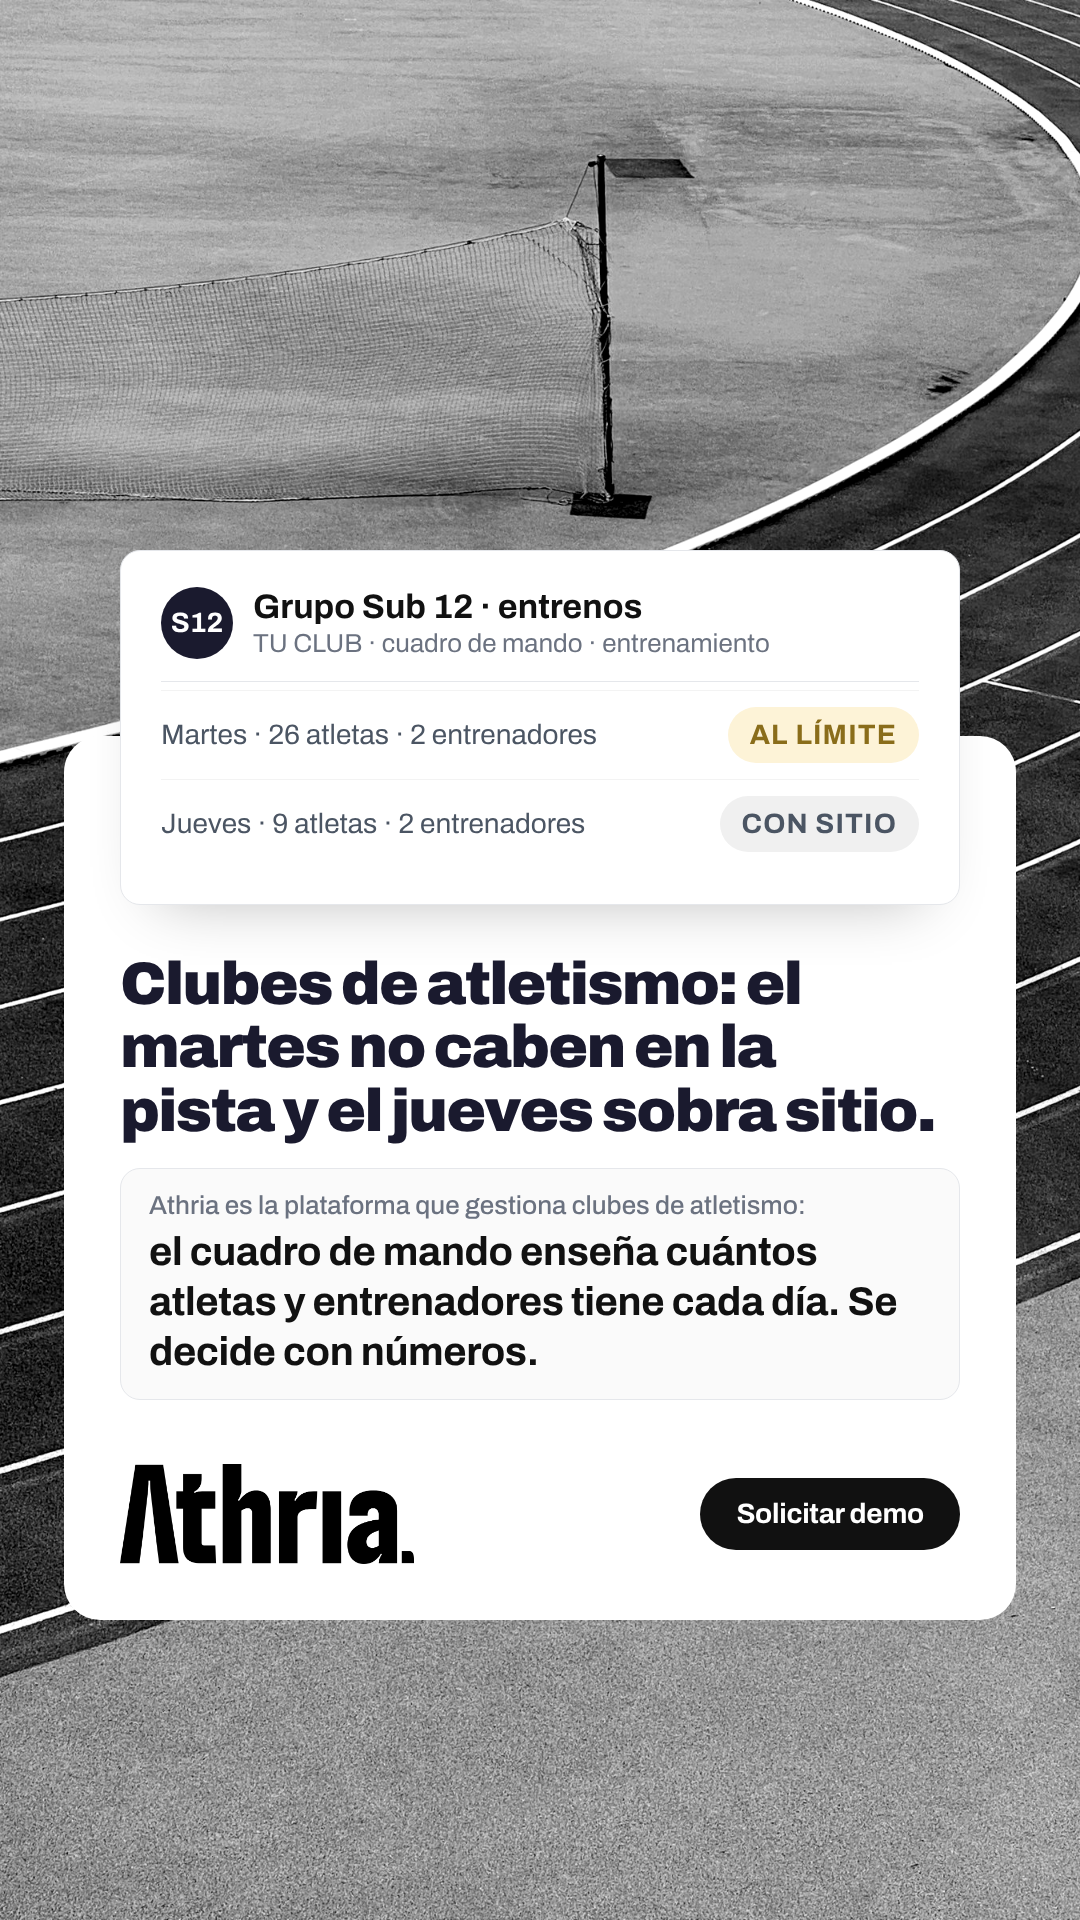 S12
Grupo Sub 12 · entrenos
TU CLUB · cuadro de mando · entrenamiento
Martes · 26 atletas · 2 entrenadores
AL LÍMITE
Jueves · 9 atletas · 2 entrenadores
CON SITIO
Clubes de atletismo: el
martes no caben en la
pista y el jueves sobra sitio.
Athria es la plataforma que gestiona clubes de atletismo:
el cuadro de mando enseña cuántos
atletas y entrenadores tiene cada día. Se
decide con números.
Athria.
Solicitar demo